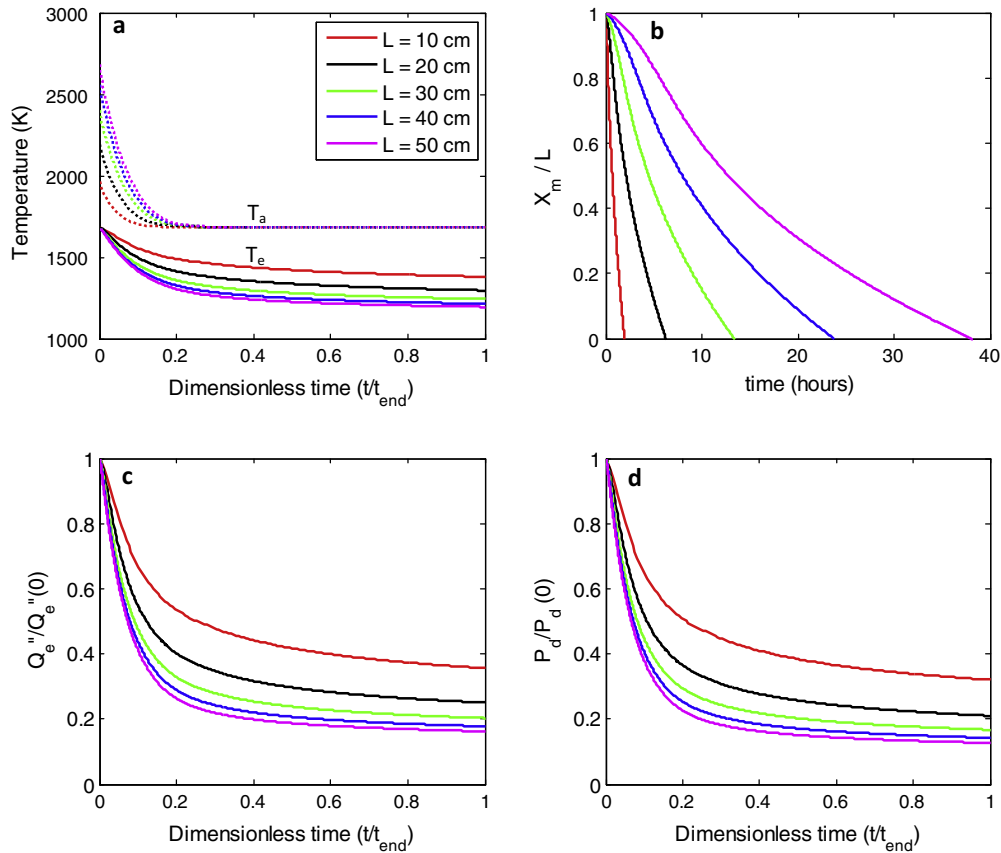 a
3000
2500
2000
1500
1000
Temperature (K)
L = 10 cm
L = 20 cm
L = 30 cm
L = 40 cm
L = 50 cm
T_a
T_e
0 0.2 0.4 0.6 0.8 1
Dimensionless time (t/t_end)
b
1
0.8
0.6
0.4
0.2
0
X_m / L
0 10 20 30 40
time (hours)
c
1
0.8
0.6
0.4
0.2
0
Q_e"/Q_e"(0)
0 0.2 0.4 0.6 0.8 1
Dimensionless time (t/t_end)
d
1
0.8
0.6
0.4
0.2
0
P_d/P_d (0)
0 0.2 0.4 0.6 0.8 1
Dimensionless time (t/t_end)